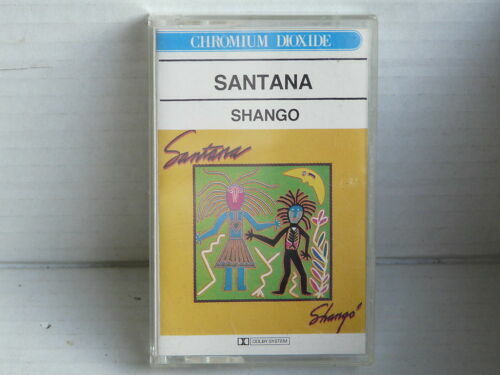 CHROMIUM DIOXIDE
SANTANA
SHANGO
Santana
Shangó
DOLBY SYSTEM